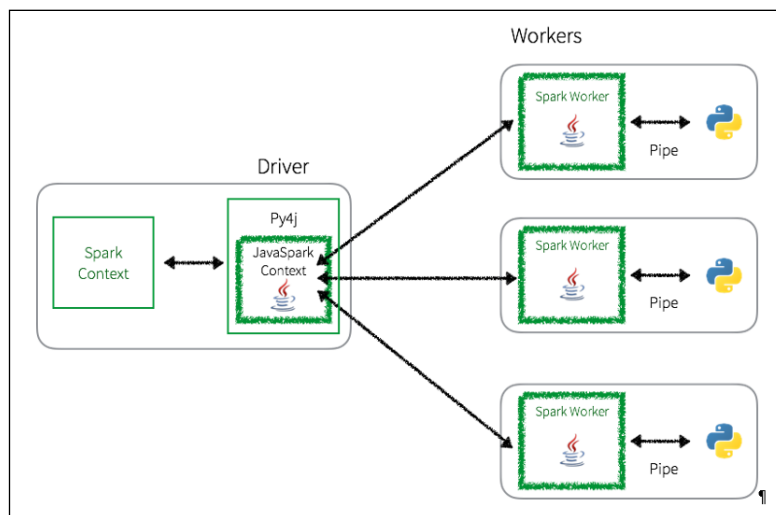 Workers
Spark Worker
Pipe
Driver
Py4j
JavaSpark
Context
Spark
Context
Spark Worker
Pipe
Spark Worker
Pipe
¶